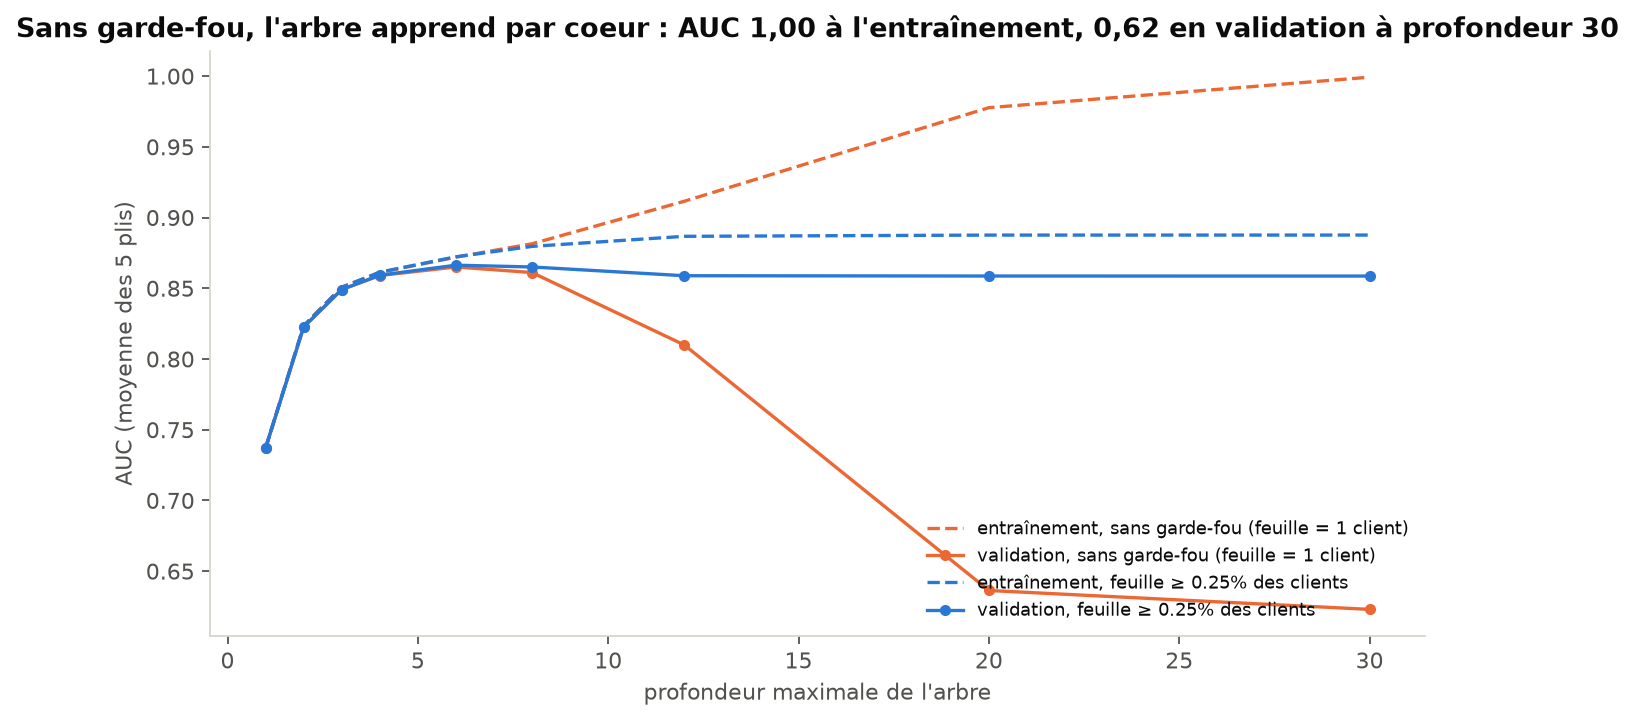 Sans garde-fou, l'arbre apprend par coeur : AUC 1,00 à l'entraînement, 0,62 en validation à profondeur 30
AUC (moyenne des 5 plis)
1.00
0.95
0.90
0.85
0.80
0.75
0.70
0.65
entraînement, sans garde-fou (feuille = 1 client)
validation, sans garde-fou (feuille = 1 client)
entraînement, feuille ≥ 0.25% des clients
validation, feuille ≥ 0.25% des clients
0 5 10 15 20 25 30
profondeur maximale de l'arbre